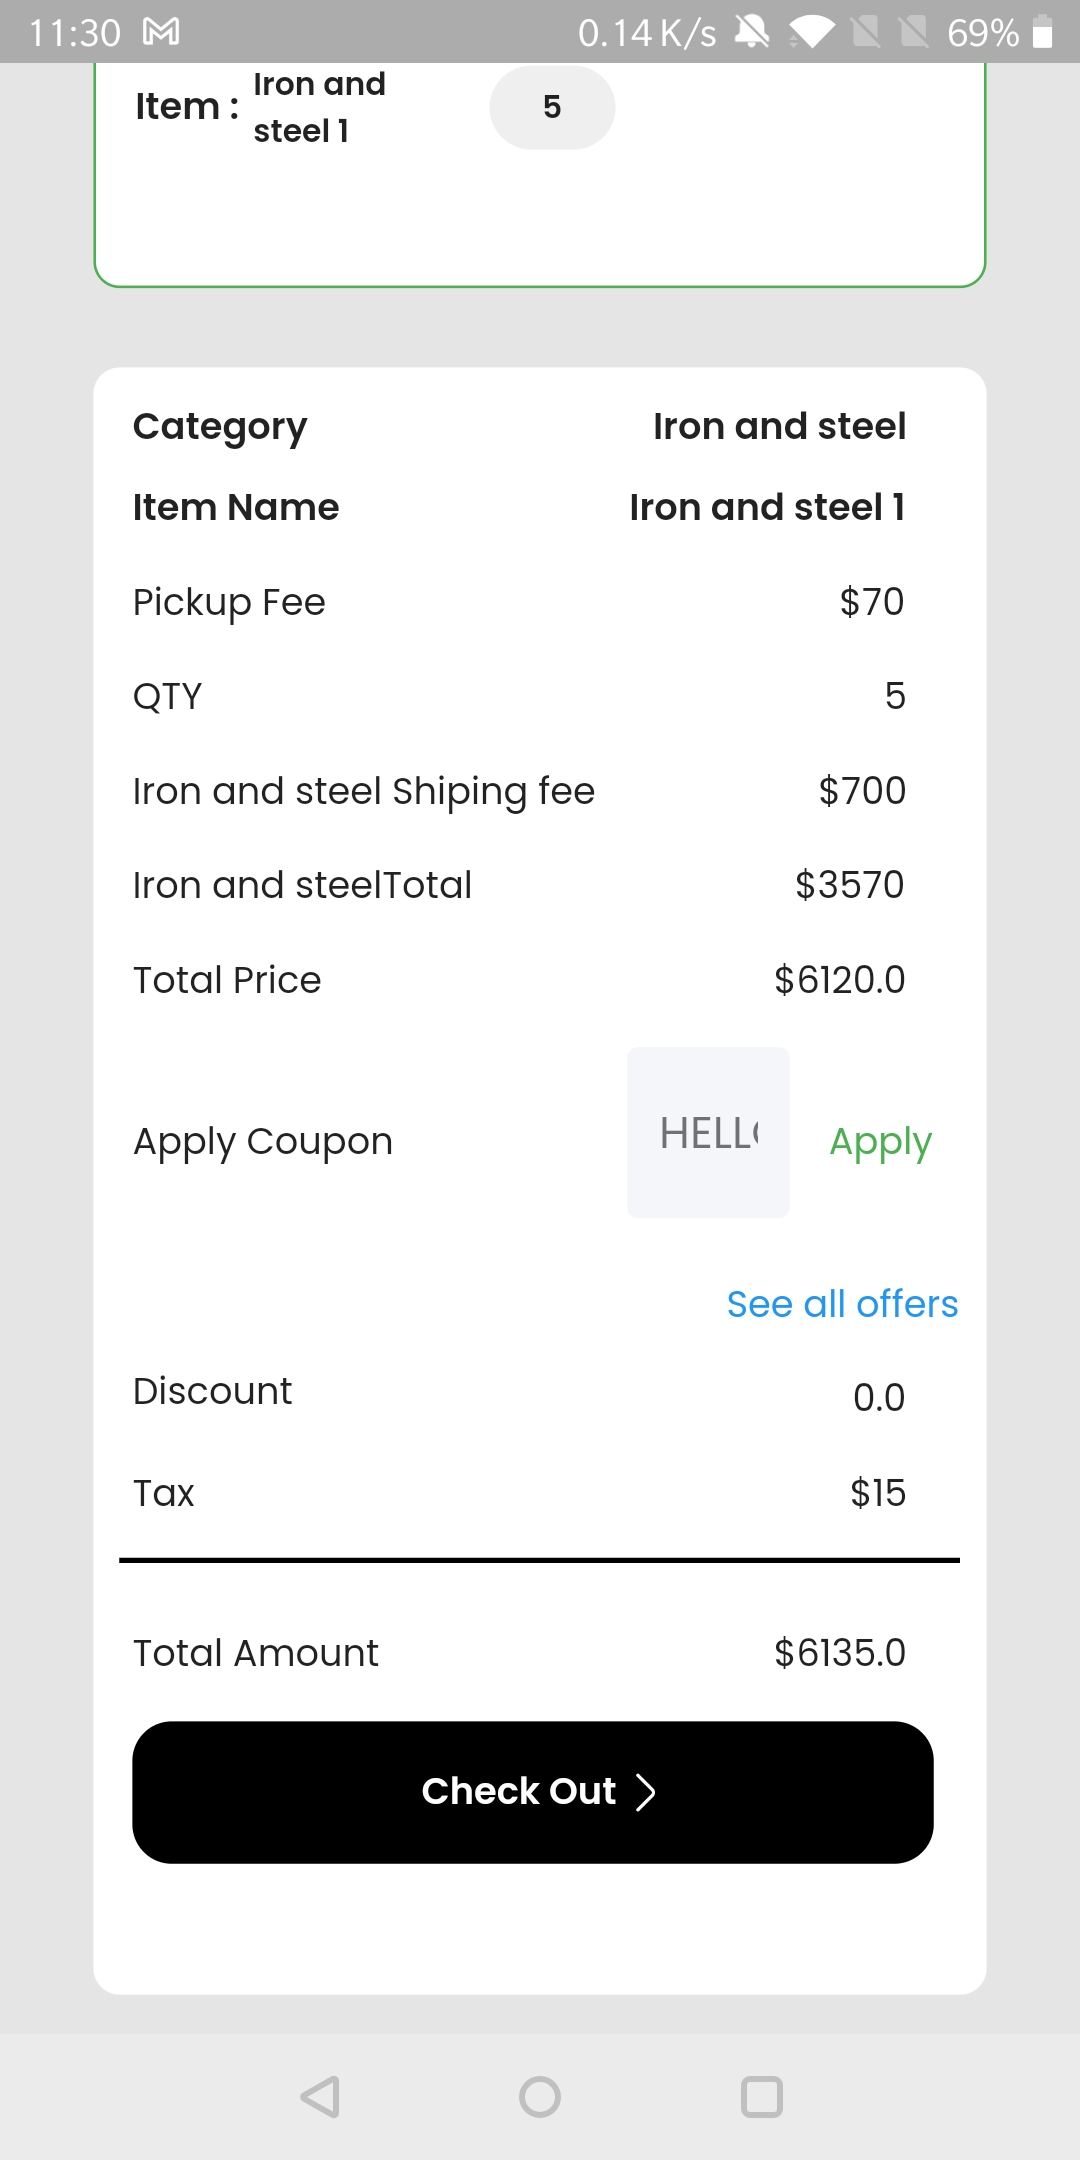 11:30 0.14 K/s 69%
Item : Iron and steel 1 5
Category Iron and steel
Item Name Iron and steel 1
Pickup Fee $70
QTY 5
Iron and steel Shiping fee $700
Iron and steelTotal $3570
Total Price $6120.0
Apply Coupon HELL Apply
See all offers
Discount 0.0
Tax $15
Total Amount $6135.0
Check Out